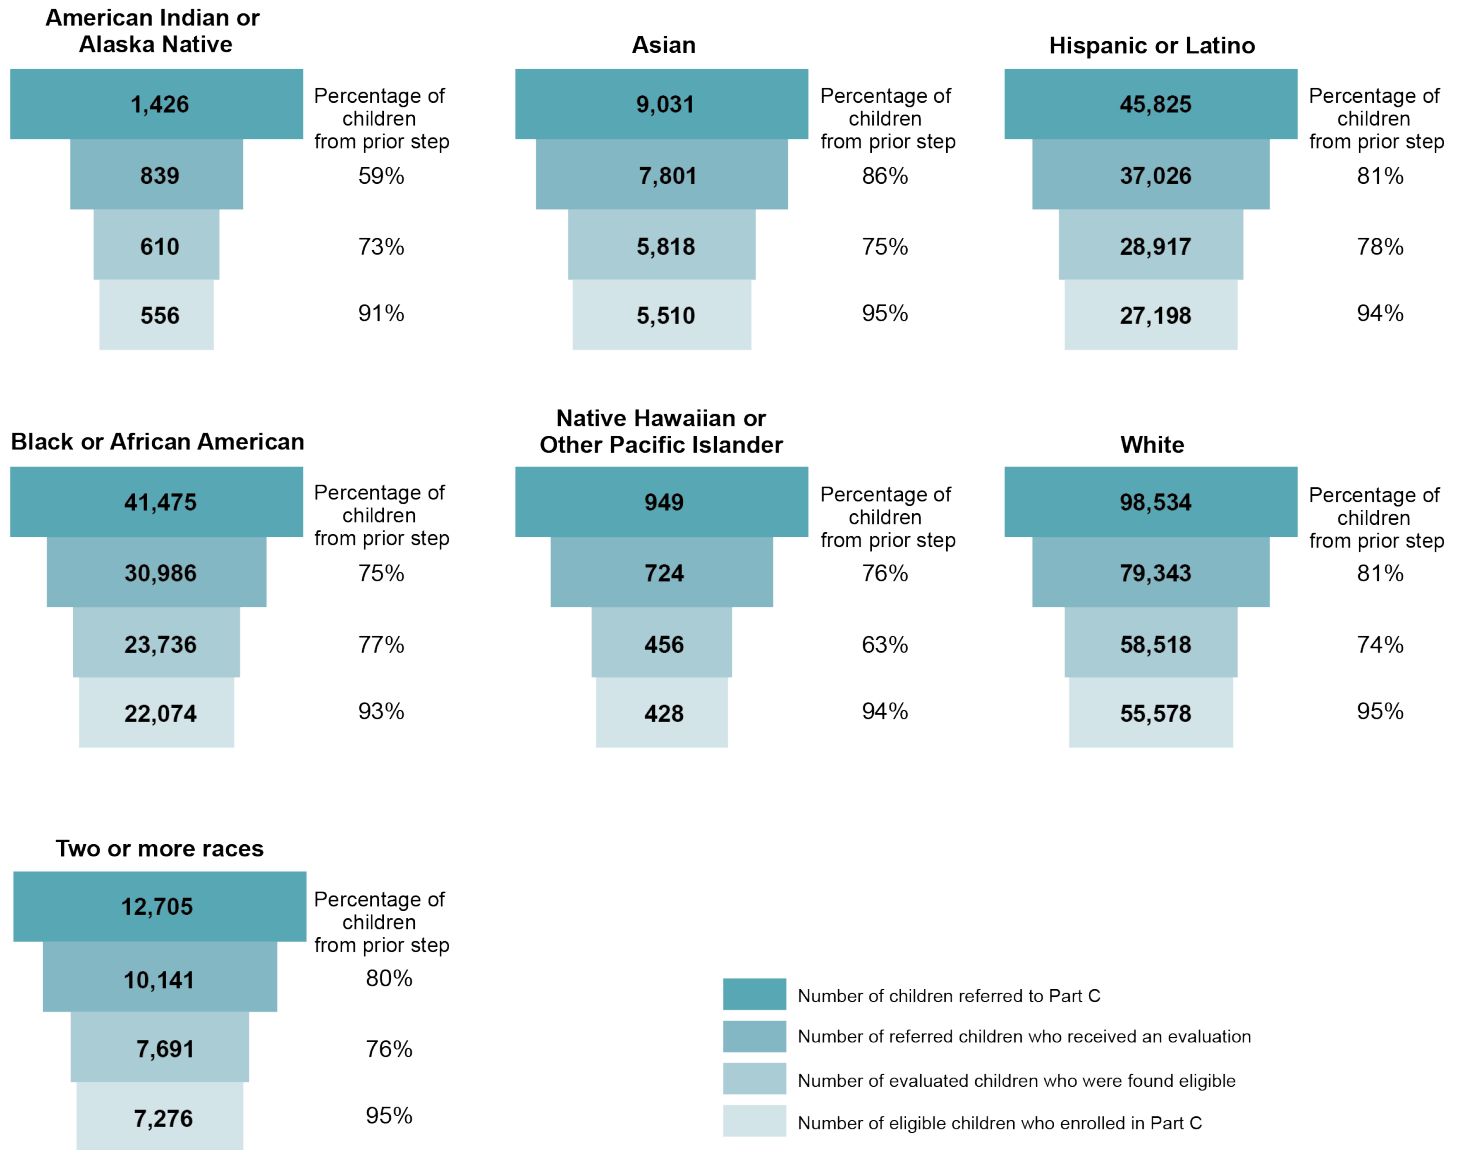 American Indian or
Alaska Native
1,426
Percentage of
children
from prior step
839
59%
610
73%
556
91%
Asian
9,031
Percentage of
children
from prior step
7,801
86%
5,818
75%
5,510
95%
Hispanic or Latino
45,825
Percentage of
children
from prior step
37,026
81%
28,917
78%
27,198
94%
Black or African American
41,475
Percentage of
children
from prior step
30,986
75%
23,736
77%
22,074
93%
Native Hawaiian or
Other Pacific Islander
949
Percentage of
children
from prior step
724
76%
456
63%
428
94%
White
98,534
Percentage of
children
from prior step
79,343
81%
58,518
74%
55,578
95%
Two or more races
12,705
Percentage of
children
from prior step
10,141
80%
7,691
76%
7,276
95%
Number of children referred to Part C
Number of referred children who received an evaluation
Number of evaluated children who were found eligible
Number of eligible children who enrolled in Part C